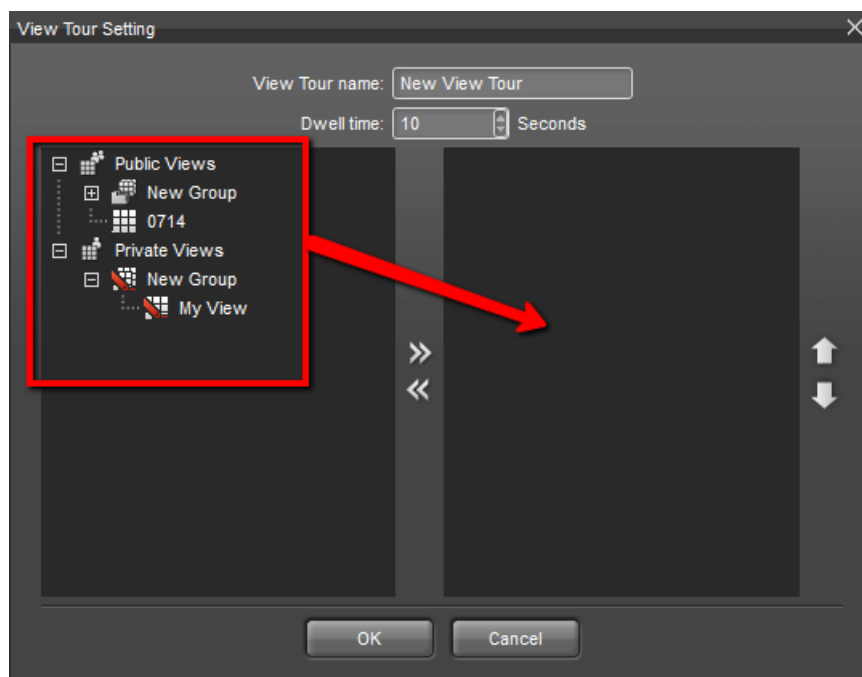 View Tour Setting
View Tour name: New View Tour
Dwell time: 10 Seconds
Public Views
New Group
0714
Private Views
New Group
My View
OK Cancel